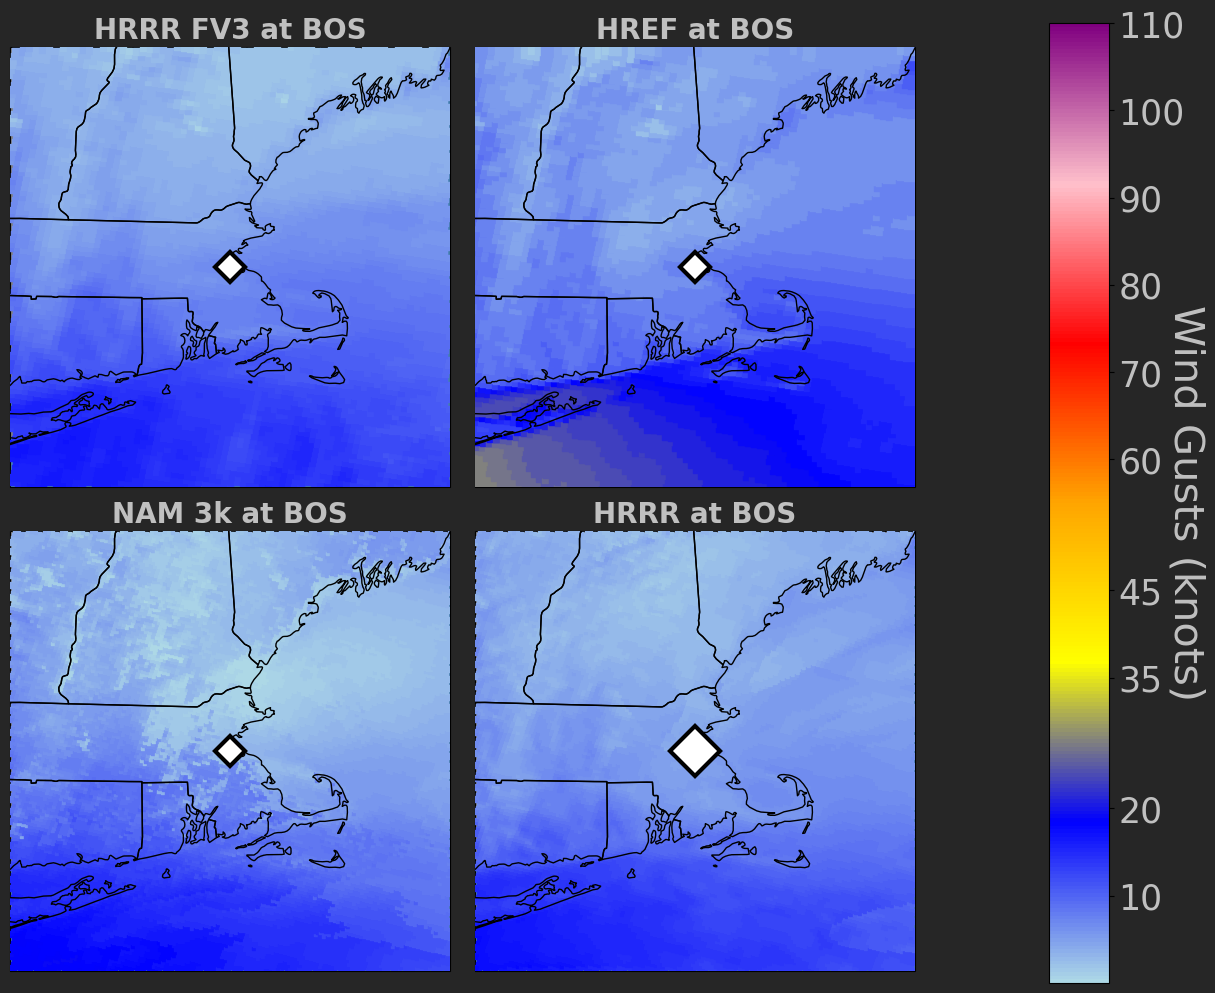 HRRR FV3 at BOS
HREF at BOS
NAM 3k at BOS
HRRR at BOS
110
100
90
80
70
60
45
35
20
10
Wind Gusts (knots)